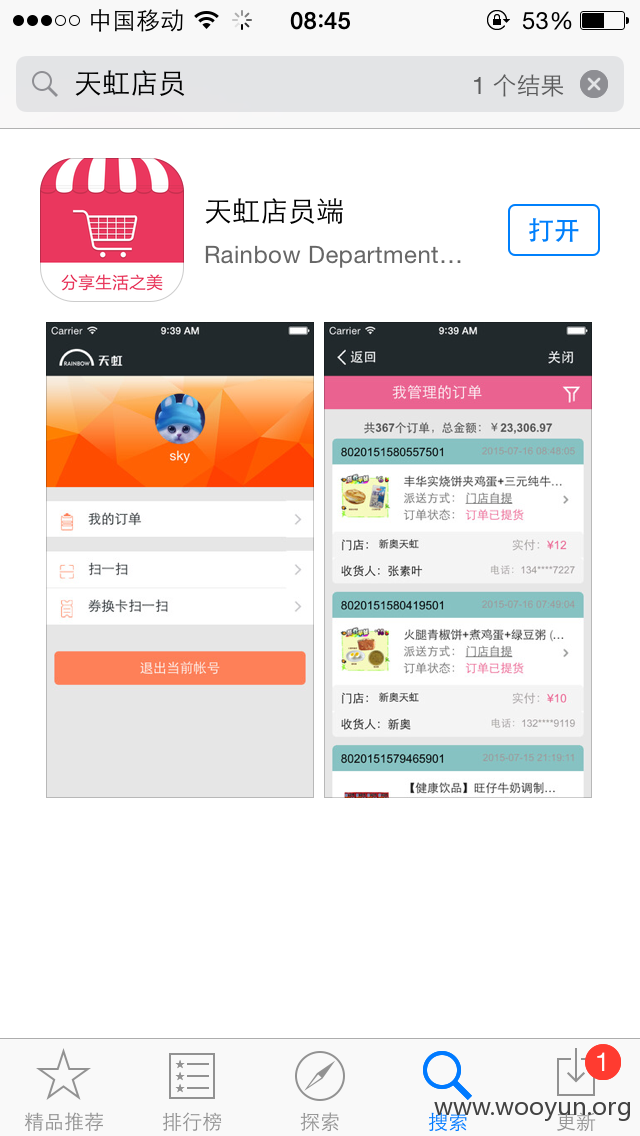 中国移动 08:45 53%
天虹店员 1 个结果
天虹店员端
Rainbow Department…
打开
分享生活之美
Carrier 9:39 AM
RAINBOW 天虹
sky
我的订单
扫一扫
券换卡扫一扫
退出当前帐号
Carrier 9:39 AM
返回 关闭
我管理的订单
共367个订单，总金额：￥23,306.97
8020151580557501 2015-07-16 08:48:05
丰华实烧饼夹鸡蛋+三元纯牛…
派送方式： 门店自提
订单状态： 订单已提货
门店： 新奥天虹 实付：¥12
收货人：张素叶 电话：134****7227
8020151580419501 2015-07-16 07:49:04
火腿青椒饼+煮鸡蛋+绿豆粥 (…
派送方式： 门店自提
订单状态： 订单已提货
门店： 新奥天虹 实付：¥10
收货人：新奥 电话：132****9119
8020151579465901 2015-07-15 21:19:11
【健康饮品】旺仔牛奶调制…
1
精品推荐 排行榜 探索 搜索 更新
www.wooyun.org